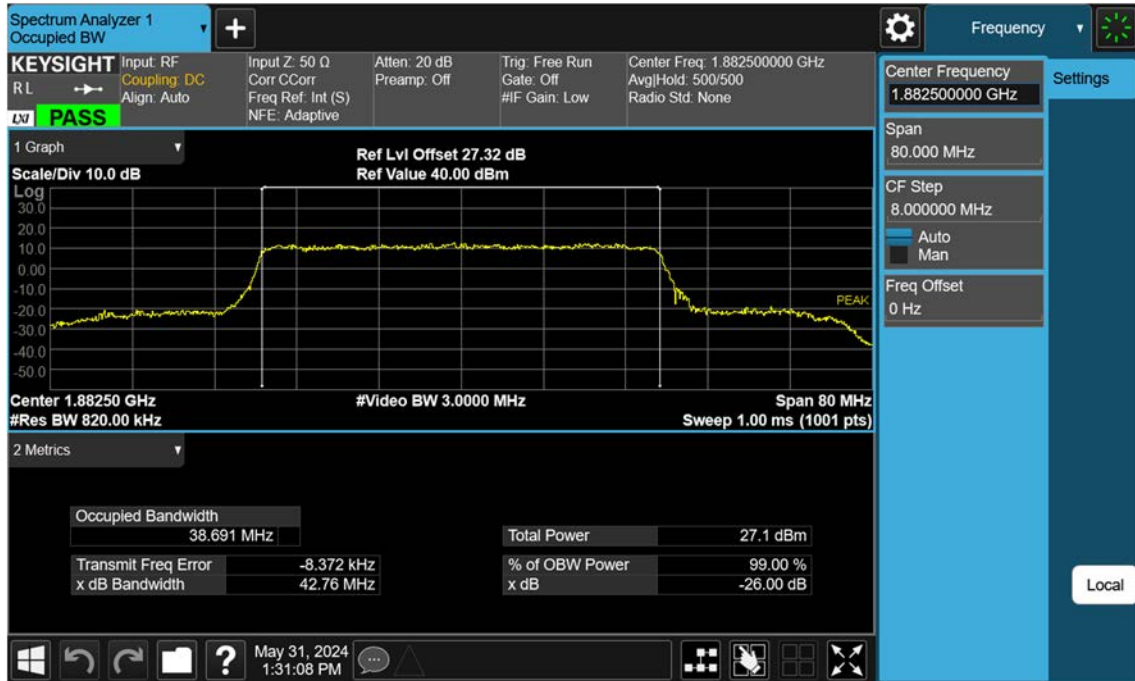 Spectrum Analyzer 1
Occupied BW
Frequency
KEYSIGHT
R L
LXI PASS
Input: RF
Coupling: DC
Align: Auto
Input Z: 50 Ω
Corr CCorr
Freq Ref: Int (S)
NFE: Adaptive
Atten: 20 dB
Preamp: Off
Trig: Free Run
Gate: Off
#IF Gain: Low
Center Freq: 1.882500000 GHz
Avg|Hold: 500/500
Radio Std: None
1 Graph
Scale/Div 10.0 dB
Ref Lvl Offset 27.32 dB
Ref Value 40.00 dBm
Log
30.0
20.0
10.0
0.00
-10.0
-20.0
-30.0
-40.0
-50.0
PEAK
Center 1.88250 GHz
#Video BW 3.0000 MHz
Span 80 MHz
#Res BW 820.00 kHz
Sweep 1.00 ms (1001 pts)
2 Metrics
Occupied Bandwidth
38.691 MHz
Total Power 27.1 dBm
Transmit Freq Error -8.372 kHz
% of OBW Power 99.00 %
x dB Bandwidth 42.76 MHz
x dB -26.00 dB
?
May 31, 2024
1:31:08 PM
Center Frequency
1.882500000 GHz
Settings
Span
80.000 MHz
CF Step
8.000000 MHz
Auto
Man
Freq Offset
0 Hz
Local